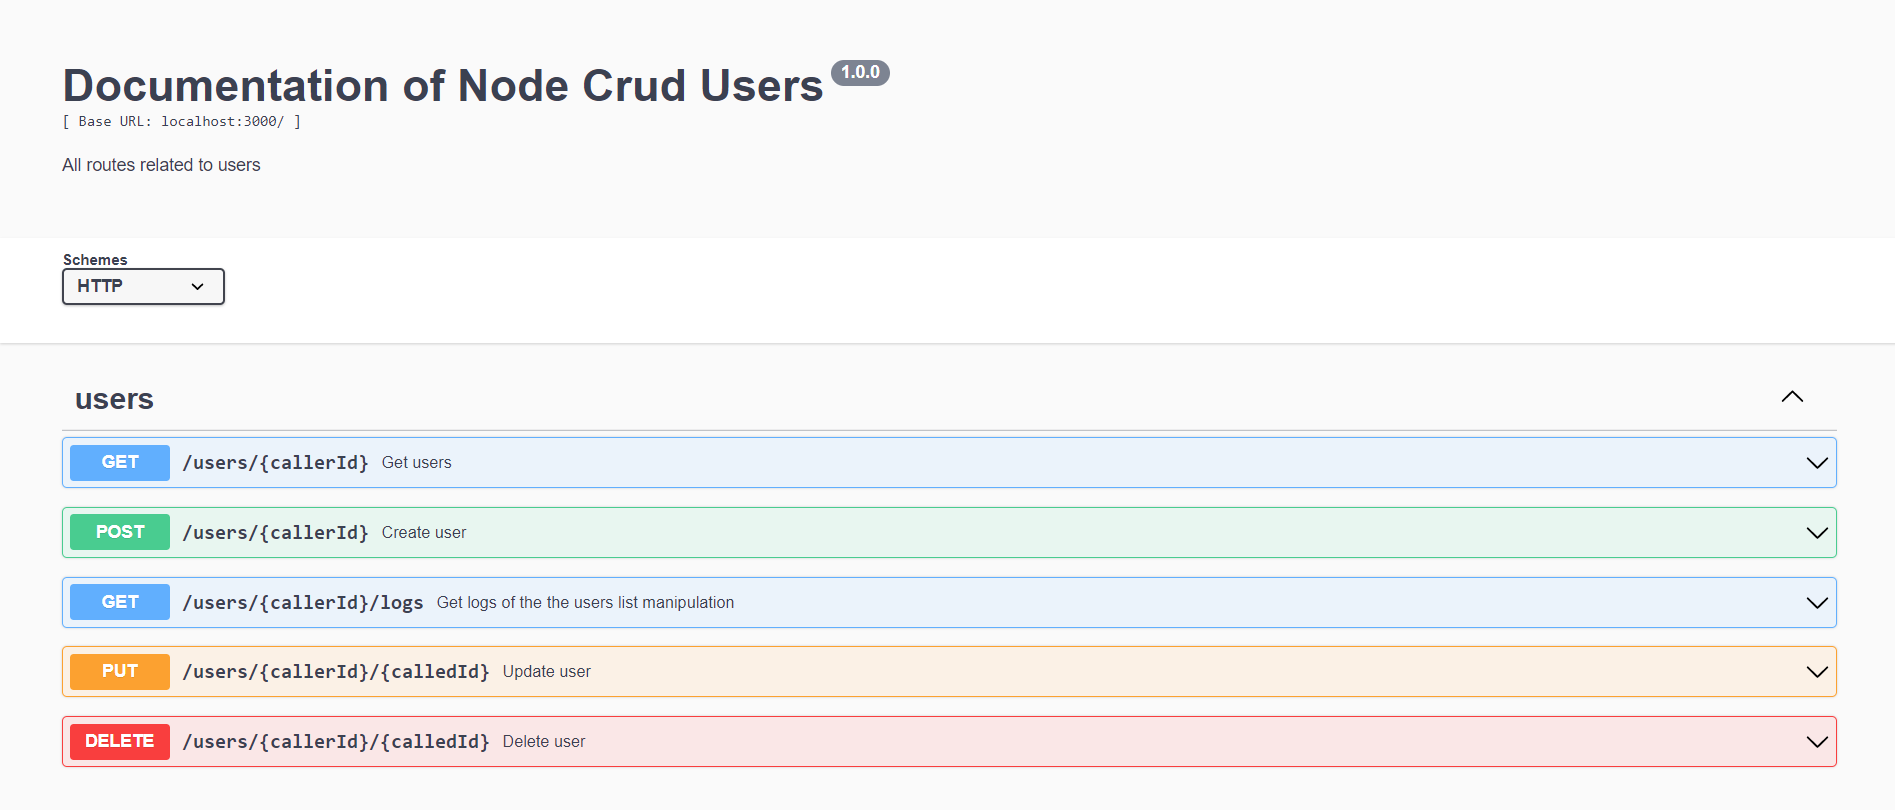 Documentation of Node Crud Users 1.0.0
[ Base URL: localhost:3000/ ]
All routes related to users
Schemes
HTTP
users
GET /users/{callerId} Get users
POST /users/{callerId} Create user
GET /users/{callerId}/logs Get logs of the the users list manipulation
PUT /users/{callerId}/{calledId} Update user
DELETE /users/{callerId}/{calledId} Delete user